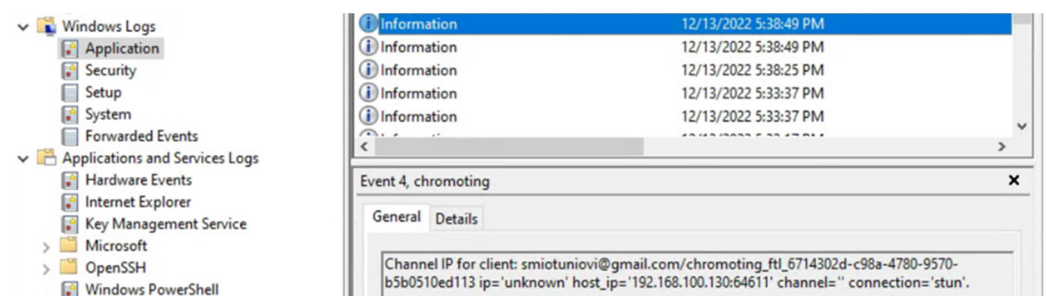 Windows Logs
Application
Security
Setup
System
Forwarded Events
Applications and Services Logs
Hardware Events
Internet Explorer
Key Management Service
Microsoft
OpenSSH
Windows PowerShell
Information 12/13/2022 5:38:49 PM
Information 12/13/2022 5:38:49 PM
Information 12/13/2022 5:38:25 PM
Information 12/13/2022 5:33:37 PM
Information 12/13/2022 5:33:37 PM
Event 4, chromoting
General Details
Channel IP for client: smiotuniovi@gmail.com/chromoting_ftl_6714302d-c98a-4780-9570-
b5b0510ed113 ip='unknown' host_ip='192.168.100.130:64611' channel='' connection='stun'.